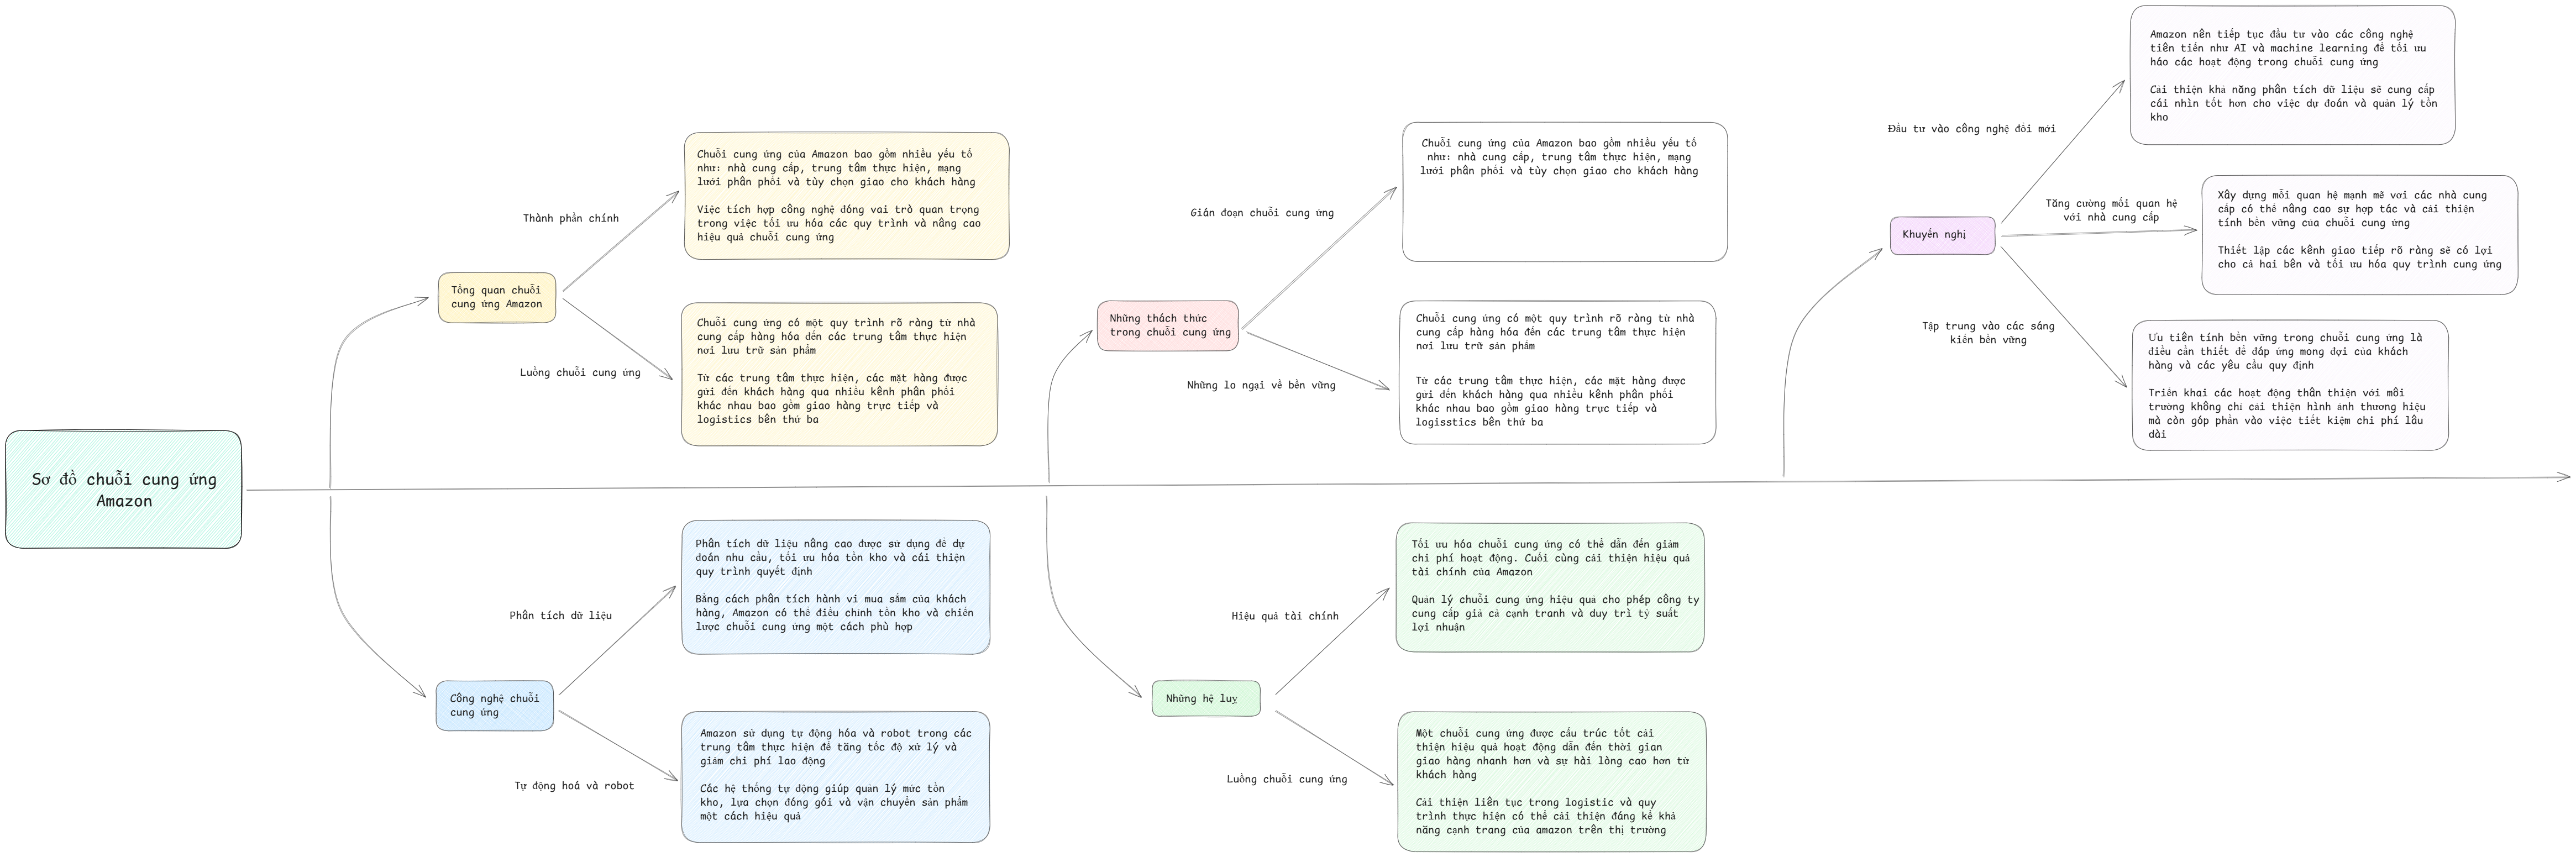 Sơ đồ chuỗi cung ứng
Amazon
Tổng quan chuỗi
cung ứng Amazon
Thành phần chính
Chuỗi cung ứng của Amazon bao gồm nhiều yếu tố
như: nhà cung cấp, trung tâm thực hiện, mạng
lưới phân phối và tùy chọn giao cho khách hàng
Việc tích hợp công nghệ đóng vai trò quan trọng
trong việc tối ưu hóa các quy trình và nâng cao
hiệu quả chuỗi cung ứng
Luồng chuỗi cung ứng
Chuỗi cung ứng có một quy trình rõ ràng từ nhà
cung cấp hàng hóa đến các trung tâm thực hiện
nơi lưu trữ sản phẩm
Từ các trung tâm thực hiện, các mặt hàng được
gửi đến khách hàng qua nhiều kênh phân phối
khác nhau bao gồm giao hàng trực tiếp và
logistics bên thứ ba
Công nghệ chuỗi
cung ứng
Phân tích dữ liệu
Phân tích dữ liệu nâng cao được sử dụng để dự
đoán nhu cầu, tối ưu hóa tồn kho và cải thiện
quy trình quyết định
Bằng cách phân tích hành vi mua sắm của khách
hàng, Amazon có thể điều chỉnh tồn kho và chiến
lược chuỗi cung ứng một cách phù hợp
Tự động hoá và robot
Amazon sử dụng tự động hóa và robot trong các
trung tâm thực hiện để tăng tốc độ xử lý và
giảm chi phí lao động
Các hệ thống tự động giúp quản lý mức tồn
kho, lựa chọn đóng gói và vận chuyển sản phẩm
một cách hiệu quả
Những thách thức
trong chuỗi cung ứng
Gián đoạn chuỗi cung ứng
Chuỗi cung ứng của Amazon bao gồm nhiều yếu tố
như: nhà cung cấp, trung tâm thực hiện, mạng
lưới phân phối và tùy chọn giao cho khách hàng
Những lo ngại về bền vững
Chuỗi cung ứng có một quy trình rõ ràng từ nhà
cung cấp hàng hóa đến các trung tâm thực hiện
nơi lưu trữ sản phẩm
Từ các trung tâm thực hiện, các mặt hàng được
gửi đến khách hàng qua nhiều kênh phân phối
khác nhau bao gồm giao hàng trực tiếp và
logisstics bên thứ ba
Những hệ luỵ
Hiệu quả tài chính
Tối ưu hóa chuỗi cung ứng có thể dẫn đến giảm
chi phí hoạt động. Cuối cùng cải thiện hiệu quả
tài chính của Amazon
Quản lý chuỗi cung ứng hiệu quả cho phép công ty
cung cấp giá cả cạnh tranh và duy trì tỷ suất
lợi nhuận
Luồng chuỗi cung ứng
Một chuỗi cung ứng được cấu trúc tốt cải
thiện hiệu quả hoạt động dẫn đến thời gian
giao hàng nhanh hơn và sự hài lòng cao hơn từ
khách hàng
Cải thiện liên tục trong logistic và quy
trình thực hiện có thể cải thiện đáng kể khả
năng cạnh trang của amazon trên thị trường
Khuyến nghị
Đầu tư vào công nghệ đổi mới
Amazon nên tiếp tục đầu tư vào các công nghệ
tiên tiến như AI và machine learning để tối ưu
háo các hoạt động trong chuỗi cung ứng
Cải thiện khả năng phân tích dữ liệu sẽ cung cấp
cái nhìn tốt hơn cho việc dự đoán và quản lý tồn
kho
Tăng cường mối quan hệ
với nhà cung cấp
Xây dựng mỗi quan hệ mạnh mẽ vơi các nhà cung
cấp có thể nâng cao sự hợp tác và cải thiện
tính bền vững của chuỗi cung ứng
Thiết lập các kênh giao tiếp rõ ràng sẽ có lợi
cho cả hai bên và tối ưu hóa quy trình cung ứng
Tập trung vào các sáng
kiến bền vững
Ưu tiên tính bền vững trong chuỗi cung ứng là
điều cần thiết để đáp ứng mong đợi của khách
hàng và các yêu cầu quy định
Triển khai các hoạt động thân thiện với môi
trường không chỉ cải thiện hình ảnh thương hiệu
mà còn góp phần vào việc tiết kiệm chi phí lâu
dài